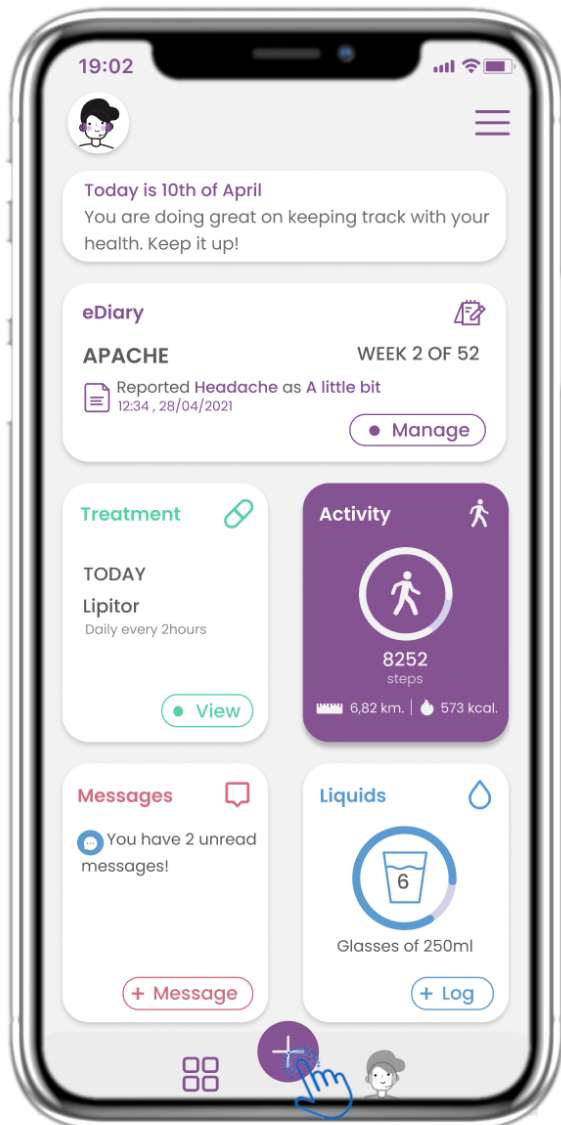 19:02
Today is 10th of April
You are doing great on keeping track with your
health. Keep it up!
eDiary
APACHE
WEEK 2 OF 52
Reported Headache as A little bit
12:34 , 28/04/2021
Manage
Treatment
TODAY
Lipitor
Daily every 2hours
View
Activity
8252
steps
6,82 km.
573 kcal.
Messages
You have 2 unread
messages!
+ Message
Liquids
6
Glasses of 250ml
+ Log